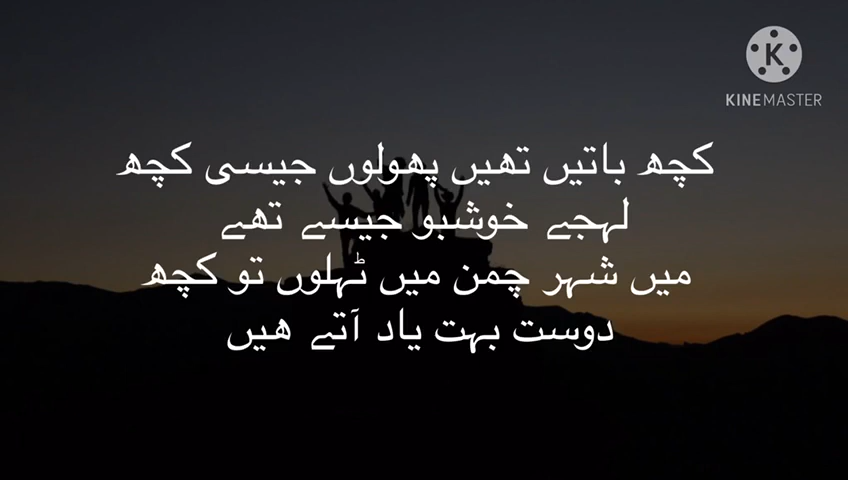 KINEMASTER
کچھ باتیں تھیں پھولوں جیسی کچھ
لہجے خوشبو جیسے تھے
میں شہر چمن میں ٹہلوں تو کچھ
دوست بہت یاد آتے ھیں